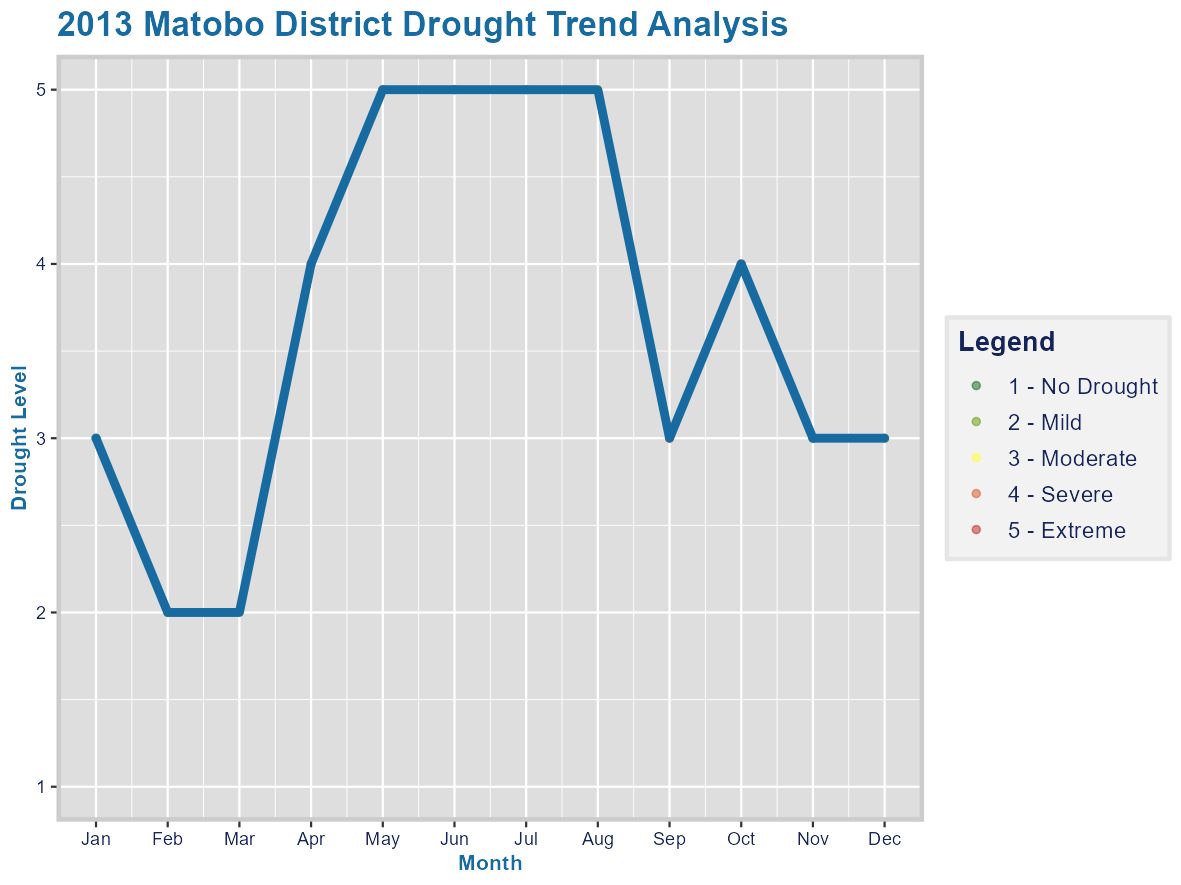 2013 Matobo District Drought Trend Analysis
5
4
3
2
1
Drought Level
Jan Feb Mar Apr May Jun Jul Aug Sep Oct Nov Dec
Month
Legend
1 - No Drought
2 - Mild
3 - Moderate
4 - Severe
5 - Extreme